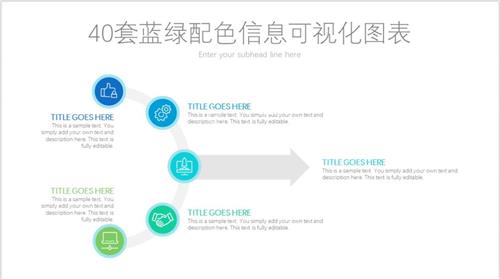 40套蓝绿配色信息可视化图表
Enter your subhead line here
TITLE GOES HERE
This is a sample text. You
simply add your own text and
description here. This text is
fully editable.
TITLE GOES HERE
This is a sample text. You simply add your own text and
description here. This text is fully editable.
TITLE GOES HERE
This is a sample text. You simply add your own text and
description here. This text is fully editable.
TITLE GOES HERE
This is a sample text. You
simply add your own text and
description here. This text is
fully editable.
TITLE GOES HERE
This is a sample text. You simply add your own text and
description here. This text is fully editable.